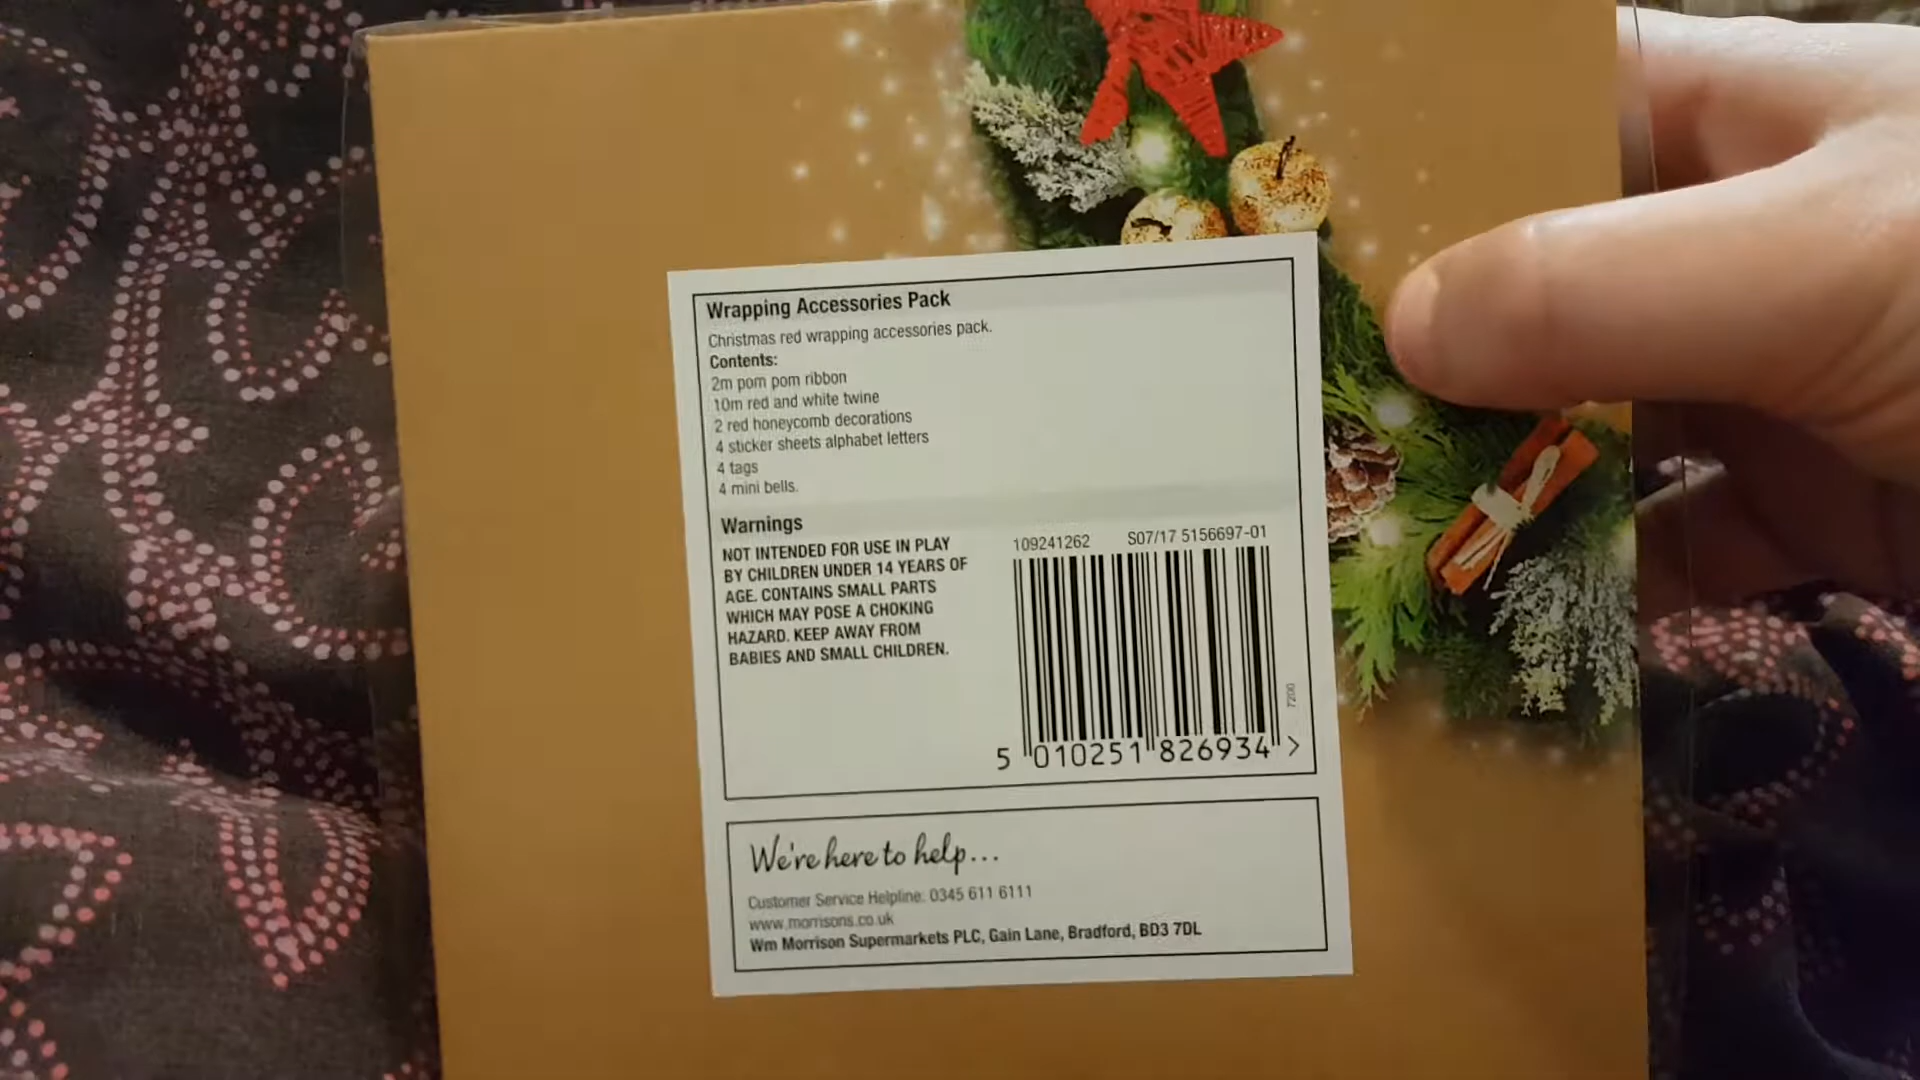 Wrapping Accessories Pack
Christmas red wrapping accessories pack.
Contents:
2m pom pom ribbon
10m red and white twine
2 red honeycomb decorations
4 sticker sheets alphabet letters
4 tags
4 mini bells.
Warnings
NOT INTENDED FOR USE IN PLAY
BY CHILDREN UNDER 14 YEARS OF
AGE. CONTAINS SMALL PARTS
WHICH MAY POSE A CHOKING
HAZARD. KEEP AWAY FROM
BABIES AND SMALL CHILDREN.
109241262 S07/17 5156697-01
7200
5 010251 826934 >
We're here to help...
Customer Service Helpline: 0345 611 6111
www.morrisons.co.uk
Wm Morrison Supermarkets PLC, Gain Lane, Bradford, BD3 7DL